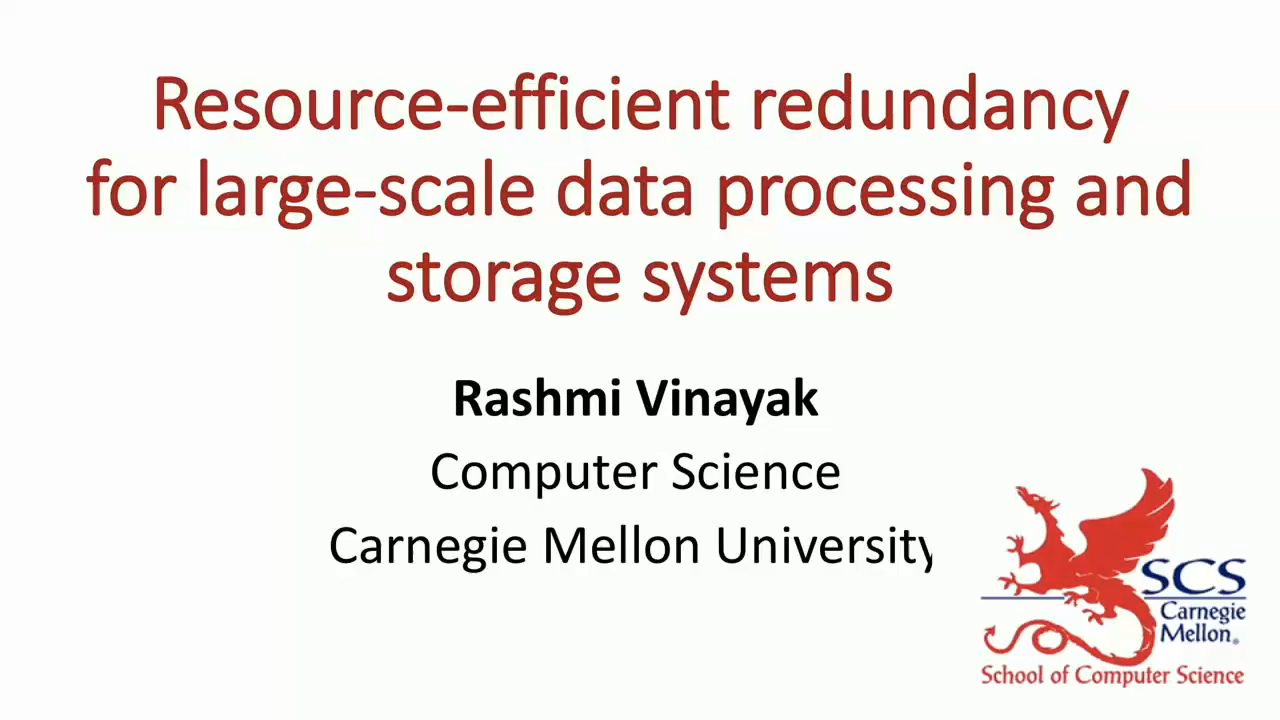 Resource-efficient redundancy
for large-scale data processing and
storage systems
Rashmi Vinayak
Computer Science
Carnegie Mellon University
SCS
Carnegie
Mellon®
School of Computer Science